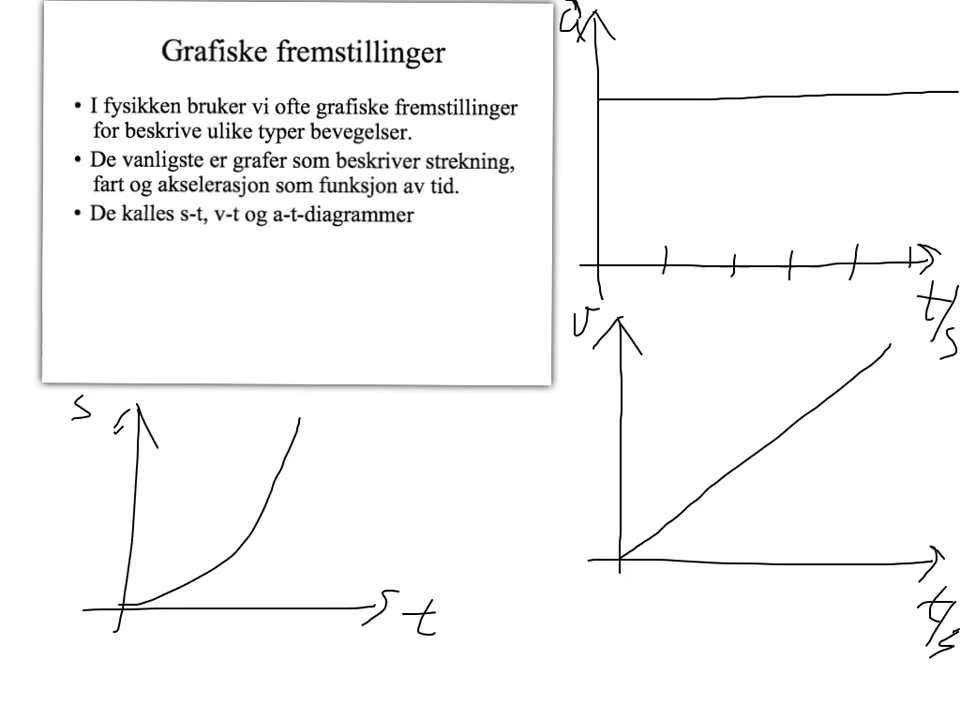 Grafiske fremstillinger
• I fysikken bruker vi ofte grafiske fremstillinger
for beskrive ulike typer bevegelser.
• De vanligste er grafer som beskriver strekning,
fart og akselerasjon som funksjon av tid.
• De kalles s-t, v-t og a-t-diagrammer
a
t/s
v
t/s
s
t